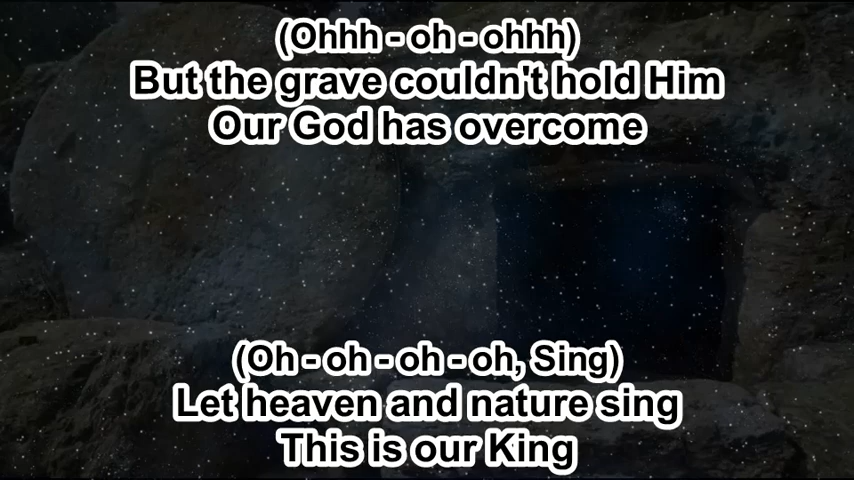 (Ohhh - oh - ohhh)
But the grave couldn't hold Him
Our God has overcome
(Oh - oh - oh - oh, Sing)
Let heaven and nature sing
This is our King